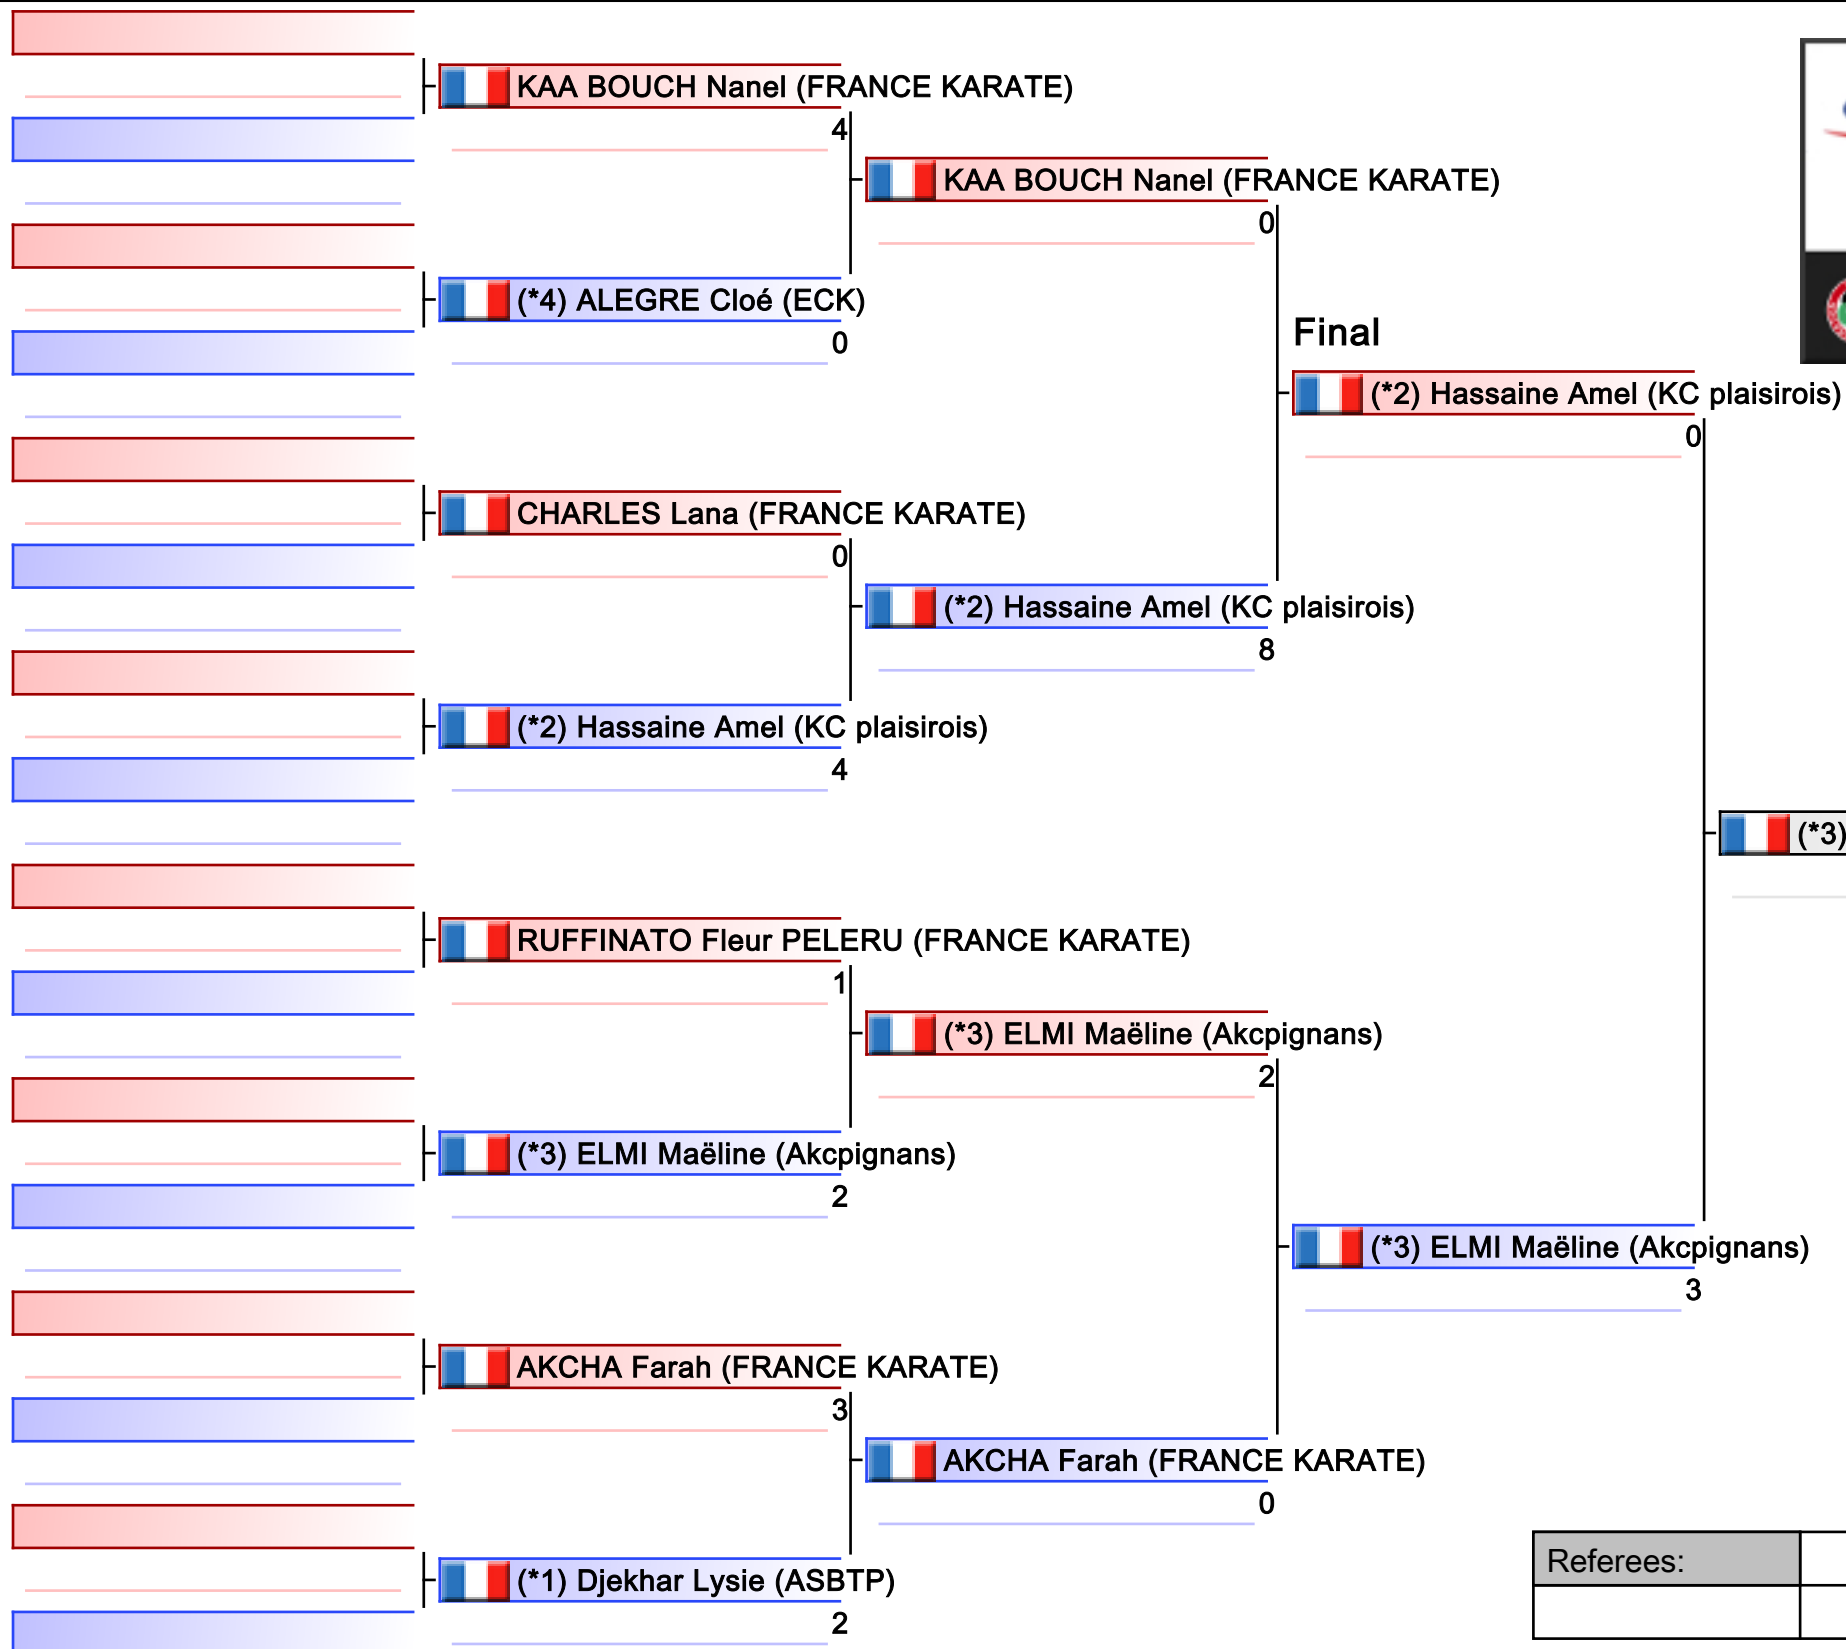 KAA BOUCH Nanel (FRANCE KARATE)
4
KAA BOUCH Nanel (FRANCE KARATE)
0
(*4) ALEGRE Cloé (ECK)
0
Final
(*2) Hassaine Amel (KC plaisirois)
0
CHARLES Lana (FRANCE KARATE)
0
(*2) Hassaine Amel (KC plaisirois)
8
(*2) Hassaine Amel (KC plaisirois)
4
(*3)
RUFFINATO Fleur PELERU (FRANCE KARATE)
1
(*3) ELMI Maëline (Akcpignans)
2
(*3) ELMI Maëline (Akcpignans)
2
(*3) ELMI Maëline (Akcpignans)
3
AKCHA Farah (FRANCE KARATE)
3
AKCHA Farah (FRANCE KARATE)
0
(*1) Djekhar Lysie (ASBTP)
2
Referees: